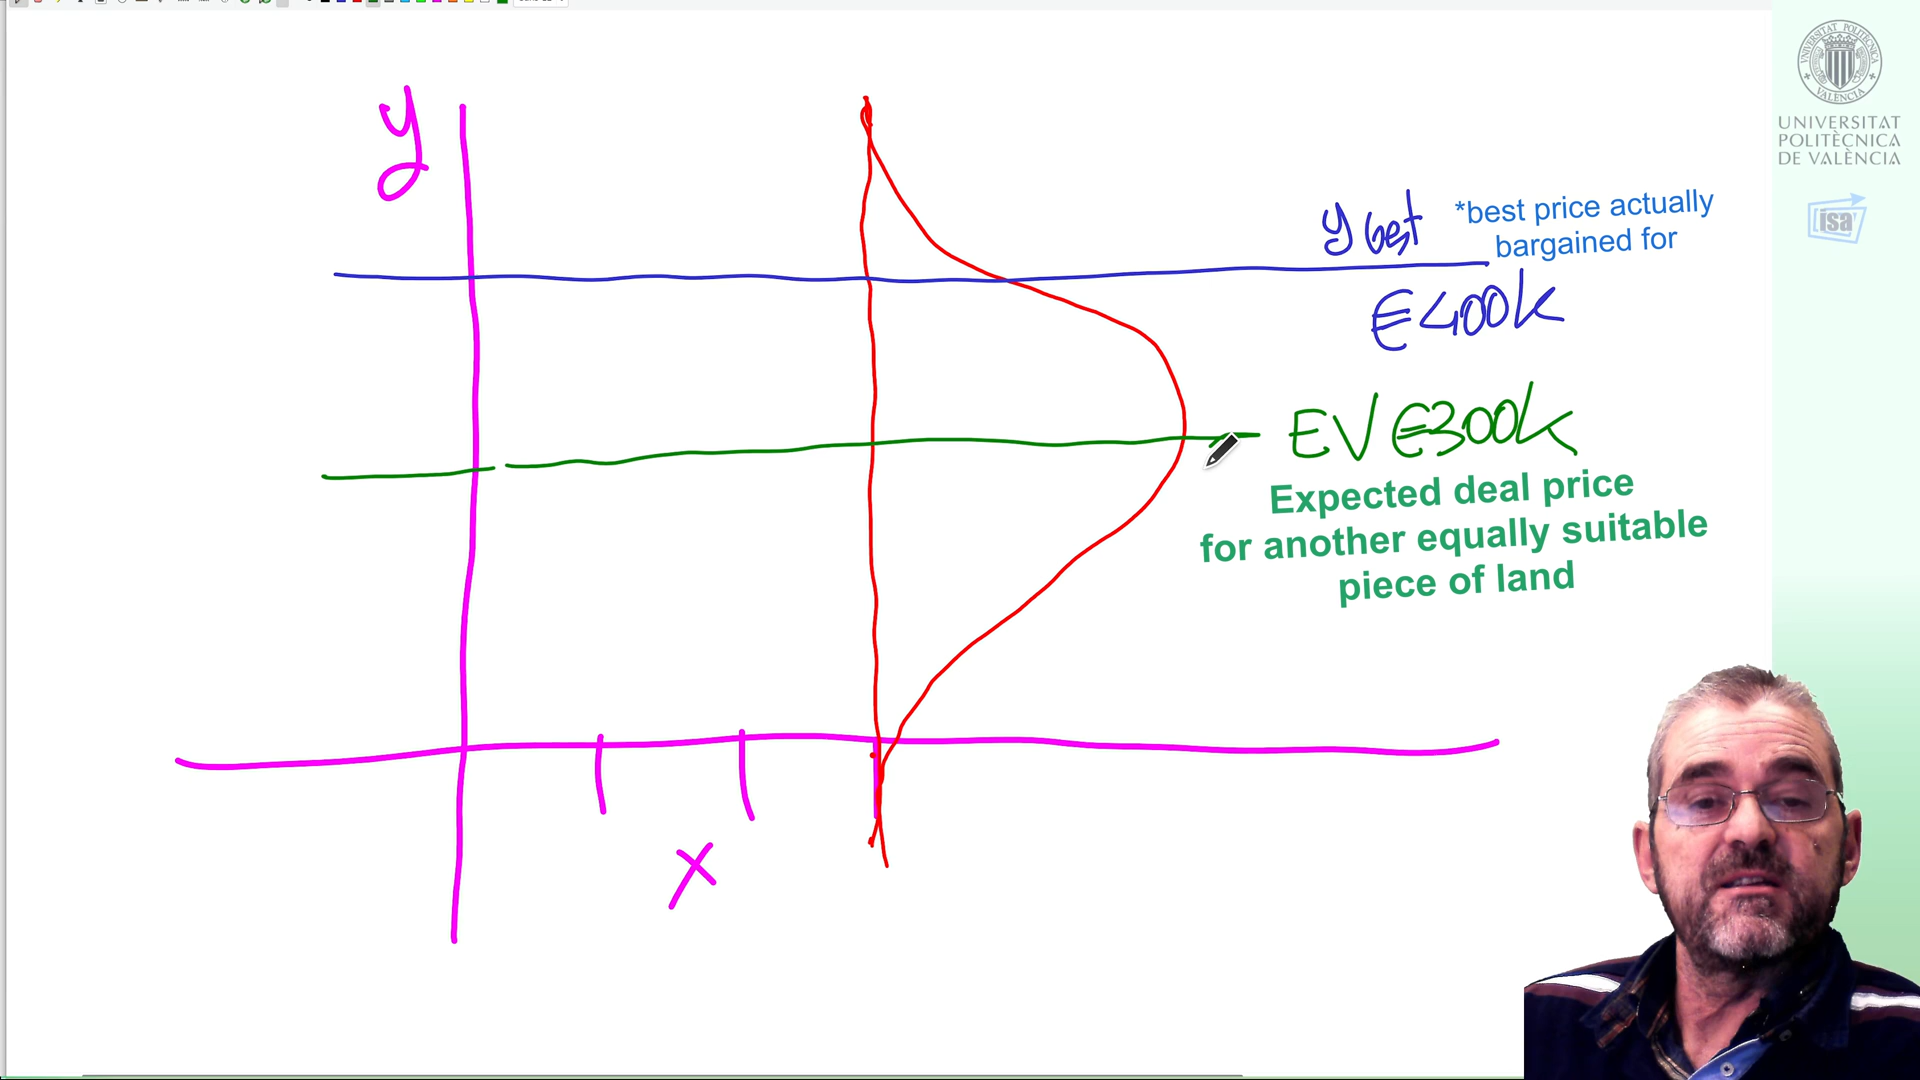 y
y best
*best price actually
bargained for
€400k
EV €300k
Expected deal price
for another equally suitable
piece of land
x
UNIVERSITAT
POLITÈCNICA
DE VALÈNCIA
isa